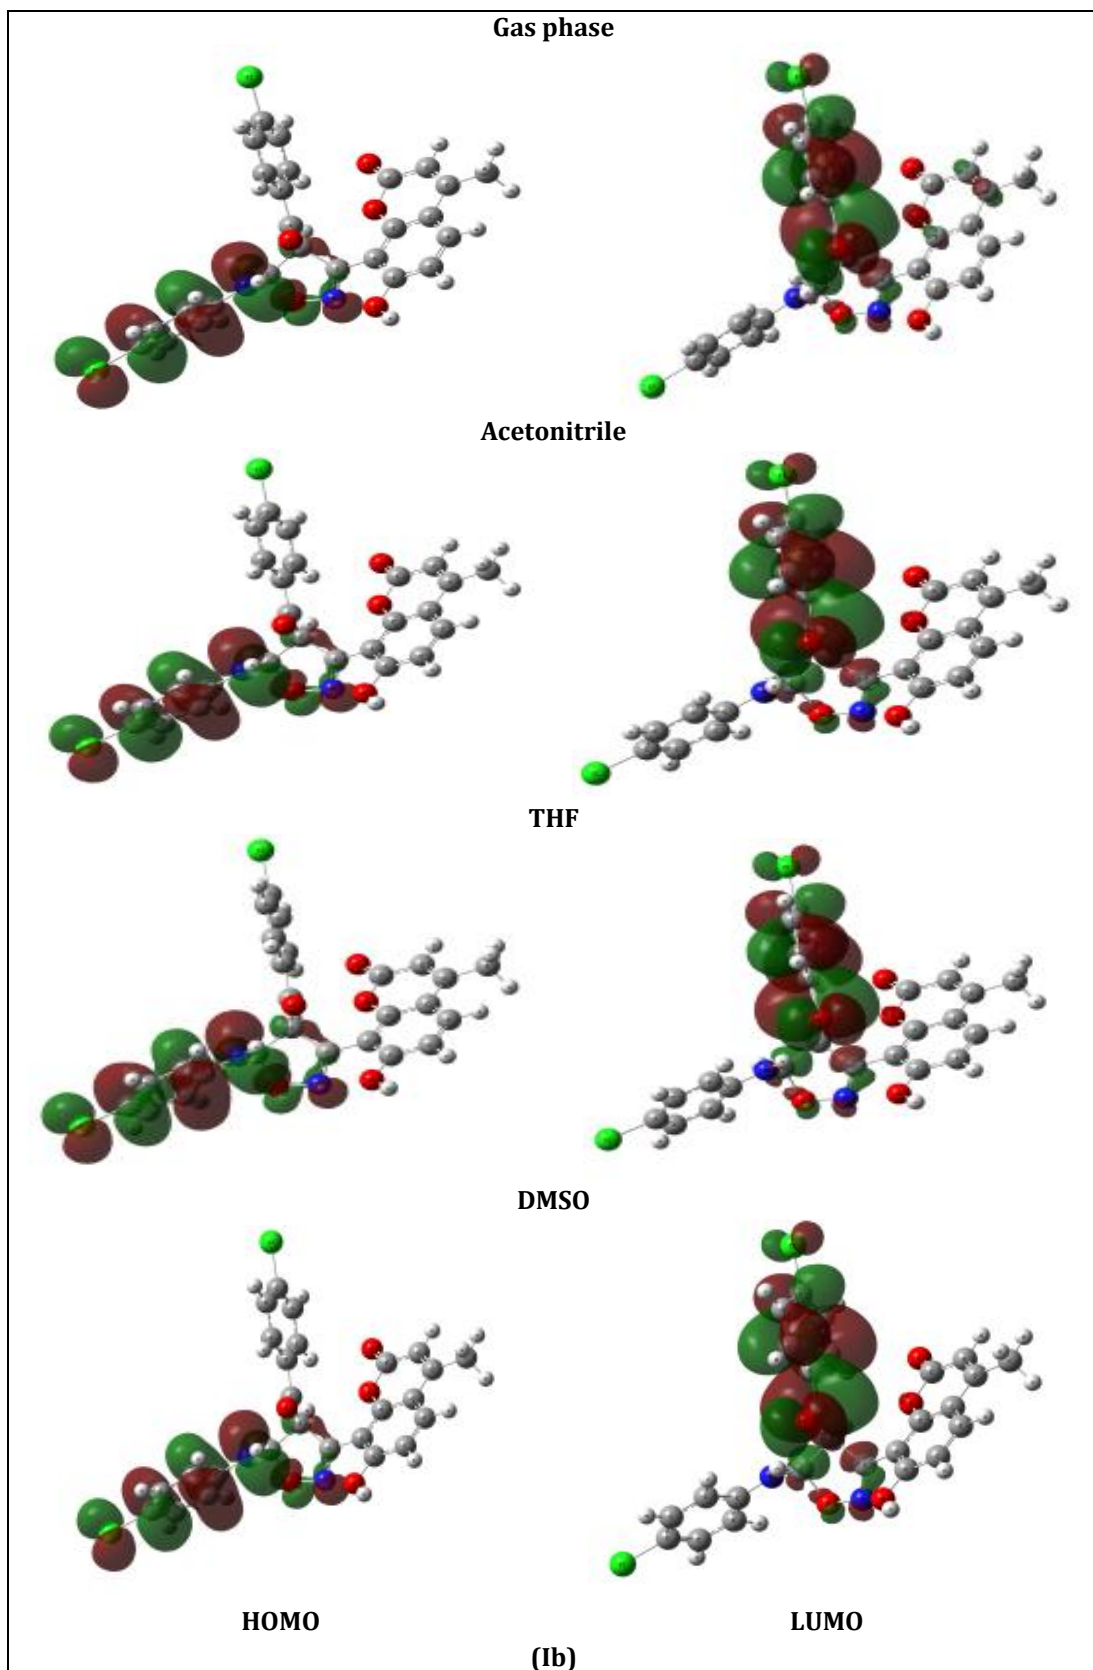 Gas phase
Acetonitrile
THF
DMSO
HOMO LUMO
(Ib)